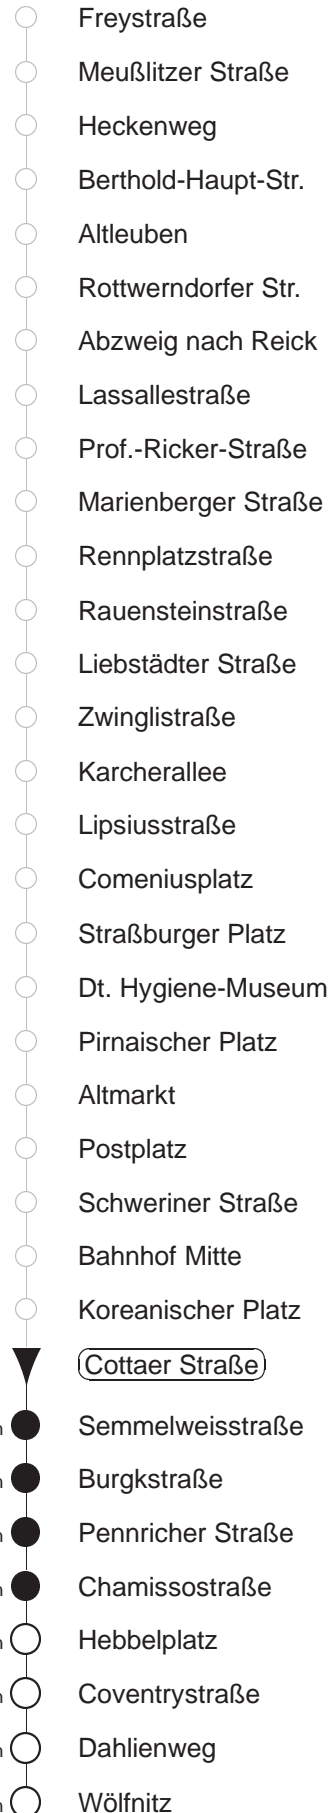 Freystraße
Meußlitzer Straße
Heckenweg
Berthold-Haupt-Str.
Altleuben
Rottwerndorfer Str.
Abzweig nach Reick
Lassallestraße
Prof.-Ricker-Straße
Marienberger Straße
Rennplatzstraße
Rauensteinstraße
Liebstädter Straße
Zwinglistraße
Karcherallee
Lipsiusstraße
Comeniusplatz
Straßburger Platz
Dt. Hygiene-Museum
Pirnaischer Platz
Altmarkt
Postplatz
Schweriner Straße
Bahnhof Mitte
Koreanischer Platz
Cottaer Straße
Semmelweisstraße
Burgkstraße
Pennricher Straße
Chamissostraße
Hebbelplatz
Coventrystraße
Dahlienweg
Wölfnitz